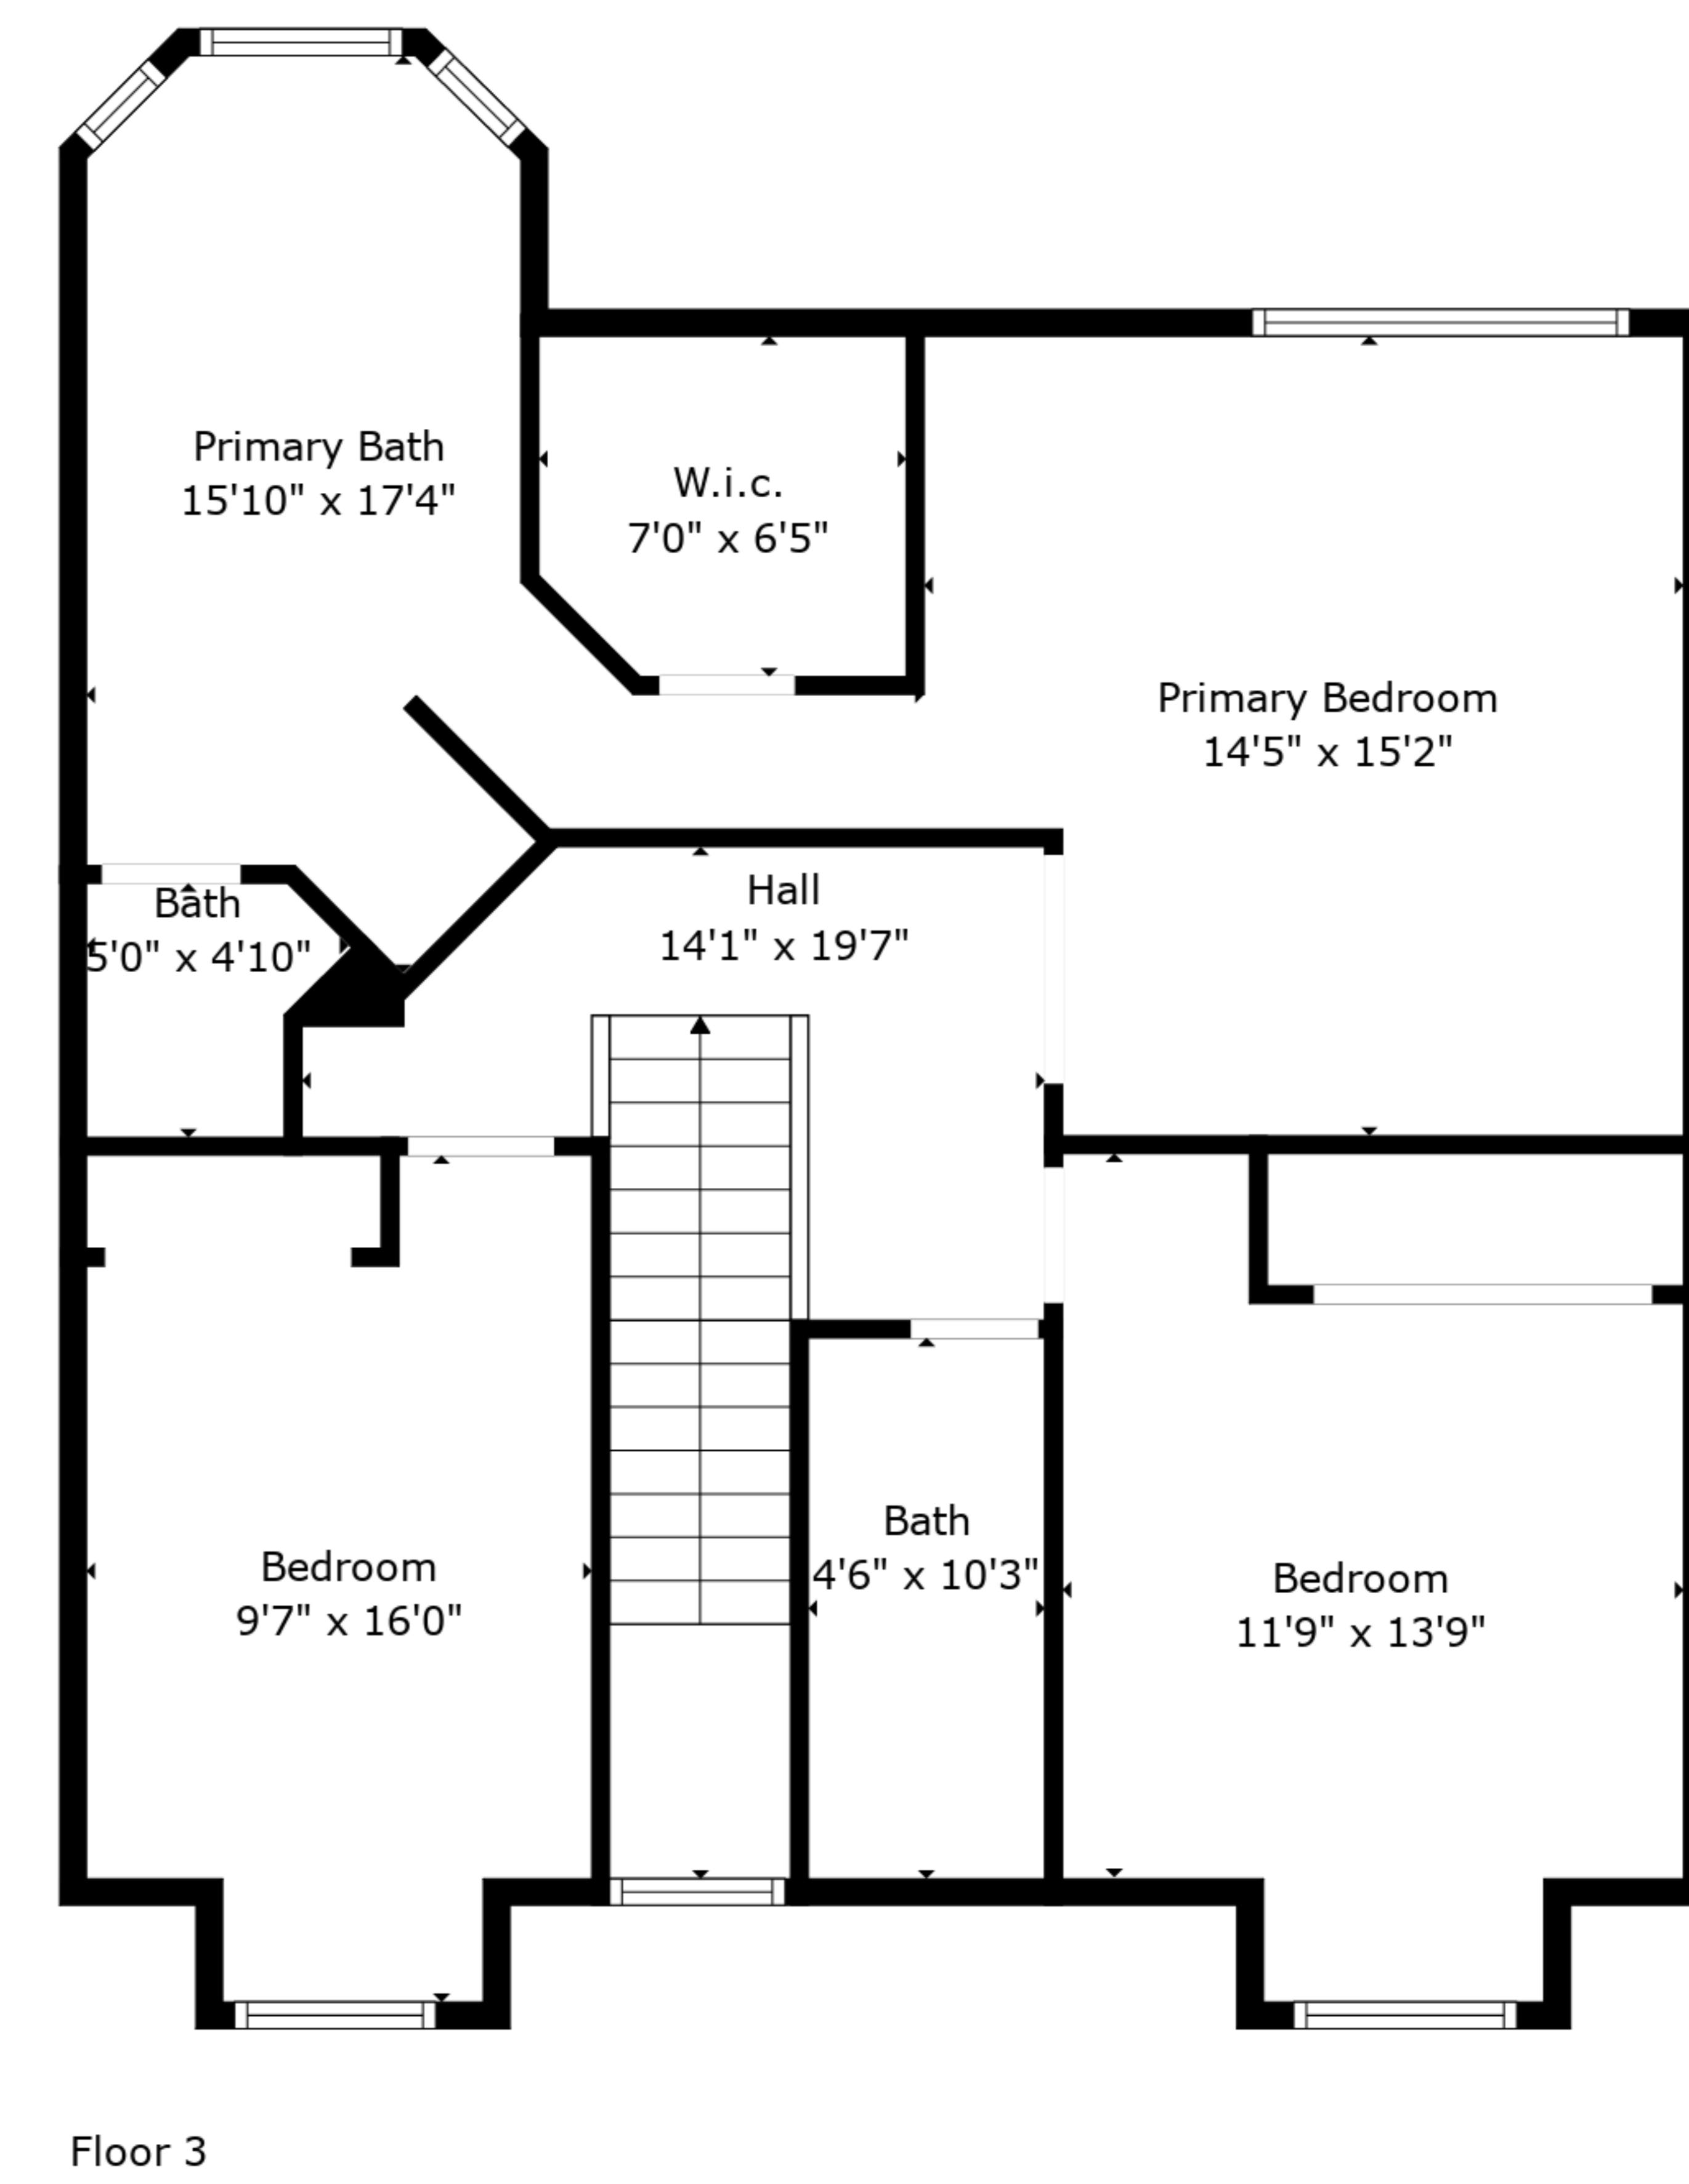 Primary Bath
15'10" x 17'4"
W.i.c.
7'0" x 6'5"
Primary Bedroom
14'5" x 15'2"
Hall
14'1" x 19'7"
Bath
5'0" x 4'10"
Bath
4'6" x 10'3"
Bedroom
9'7" x 16'0"
Bedroom
11'9" x 13'9"
Floor 3